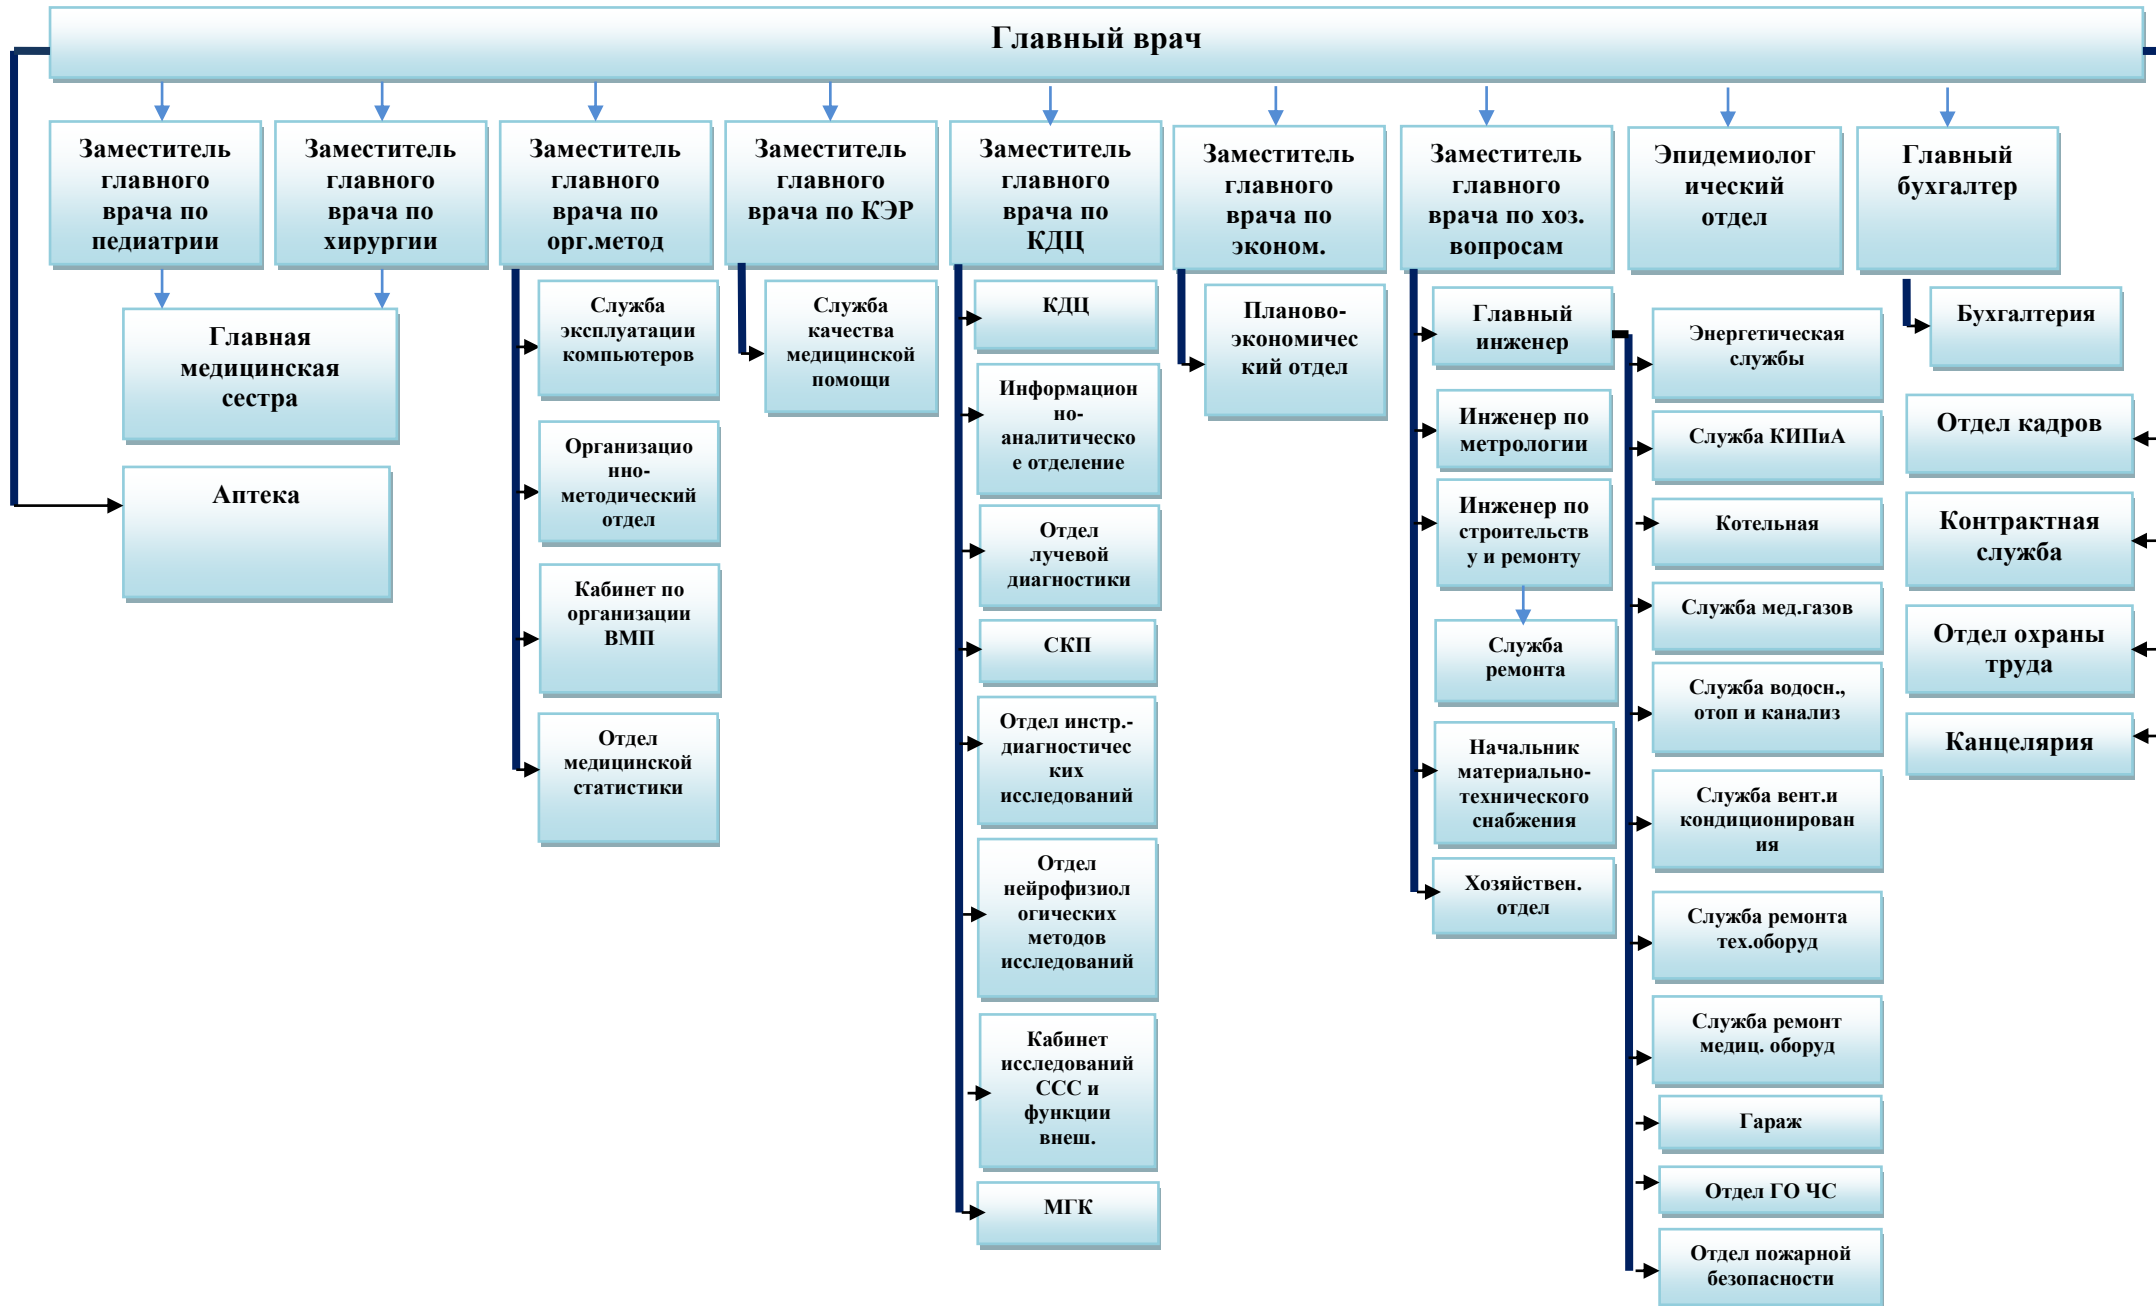 Главный врач
Заместитель
главного
врача по
педиатрии
Заместитель
главного
врача по
хирургии
Заместитель
главного
врача по
орг.метод
Заместитель
главного
врача по КЭР
Заместитель
главного
врача по
КДЦ
Заместитель
главного
врача по
эконом.
Заместитель
главного
врача по хоз.
вопросам
Эпидемиолог
ический
отдел
Главный
бухгалтер
Главная
медицинская
сестра
Аптека
Служба
эксплуатации
компьютеров
Организацио
нно-
методический
отдел
Кабинет по
организации
ВМП
Отдел
медицинской
статистики
Служба
качества
медицинской
помощи
КДЦ
Информацион
но-
аналитическо
е отделение
Отдел
лучевой
диагностики
СКП
Отдел инстр.-
диагностичес
ких
исследований
Отдел
нейрофизиол
огических
методов
исследований
Кабинет
исследований
ССС и
функции
внеш.
МГК
Планово-
экономичес
кий отдел
Главный
инженер
Инженер по
метрологии
Инженер по
строительств
у и ремонту
Служба
ремонта
Начальник
материально-
технического
снабжения
Хозяйствен.
отдел
Энергетическая
службы
Служба КИПиА
Котельная
Служба мед.газов
Служба водосн.,
отоп и канализ
Служба вент.и
кондиционирован
ия
Служба ремонта
тех.оборуд
Служба ремонт
медиц. оборуд
Гараж
Отдел ГО ЧС
Отдел пожарной
безопасности
Бухгалтерия
Отдел кадров
Контрактная
служба
Отдел охраны
труда
Канцелярия